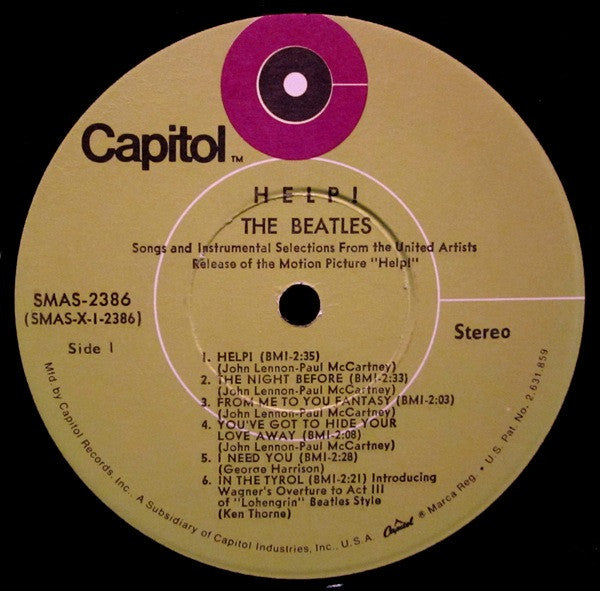 Capitol TM
HELP!
THE BEATLES
Songs and Instrumental Selections From the United Artists
Release of the Motion Picture "Help!"
SMAS-2386
(SMAS-X-1-2386)
Side 1
Stereo
1. HELP! (BMI-2:35)
(John Lennon-Paul McCartney)
2. THE NIGHT BEFORE (BMI-2:33)
(John Lennon-Paul McCartney)
3. FROM ME TO YOU FANTASY (BMI-2:03)
(John Lennon-Paul McCartney)
4. YOU'VE GOT TO HIDE YOUR
LOVE AWAY (BMI-2:08)
(John Lennon-Paul McCartney)
5. I NEED YOU (BMI-2:28)
(George Harrison)
6. IN THE TYROL (BMI-2:21) Introducing
Wagner's Overture to Act III
of "Lohengrin" Beatles Style
(Ken Thorne)
Mfd. by Capitol Records, Inc. A Subsidiary of Capitol Industries, Inc., U.S.A. Capitol ® Marca Reg. • U.S. Pat. No. 2,631,859